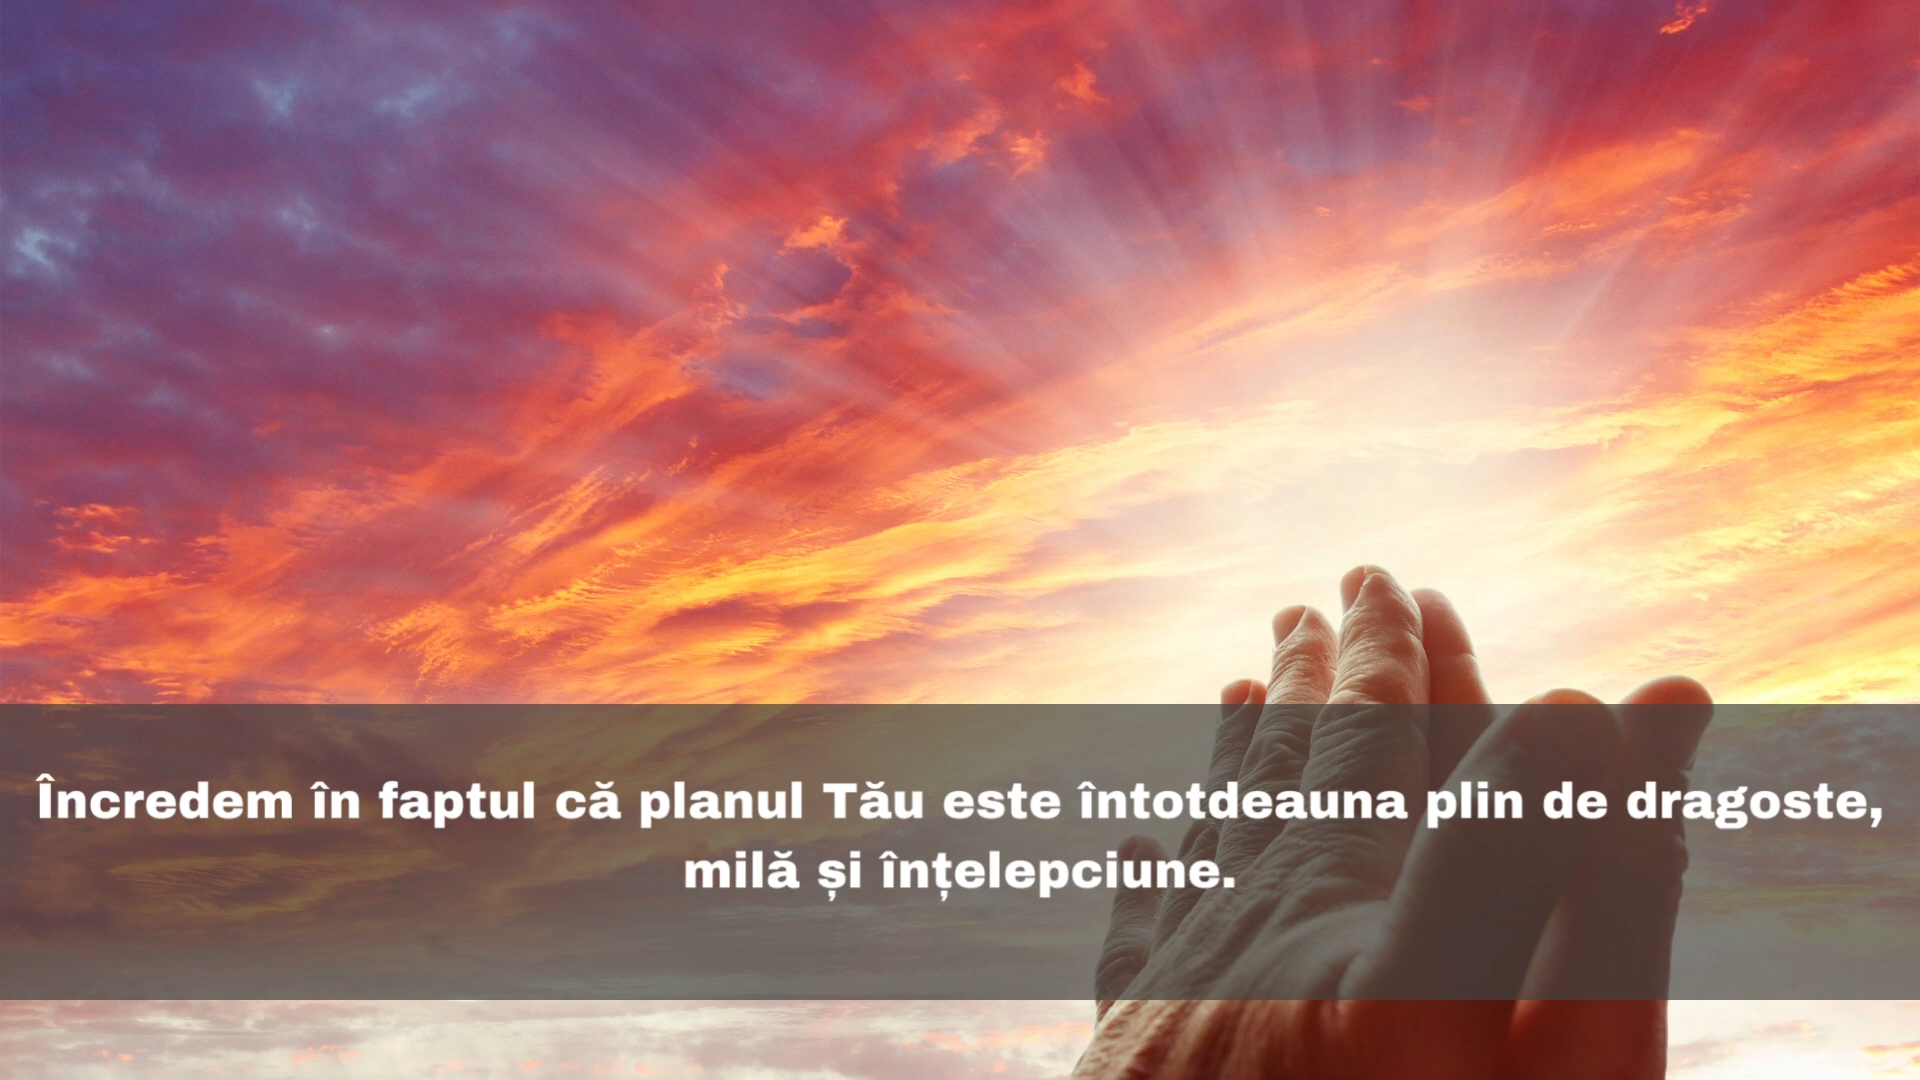 Încredem în faptul că planul Tău este întotdeauna plin de dragoste,
milă și înțelepciune.